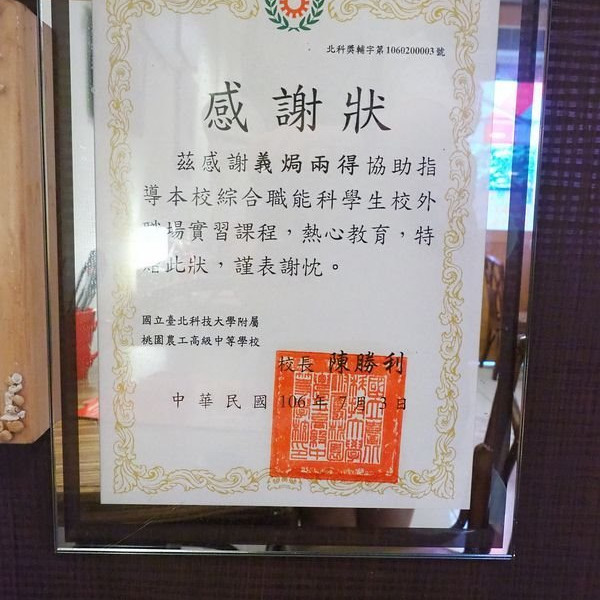 北科獎輔字第1060200003號
感謝狀
茲感謝義焗兩得協助指
導本校綜合職能科學生校外
職場實習課程，熱心教育，特
贈此狀，謹表謝忱。
國立臺北科技大學附屬
桃園農工高級中等學校
校長 陳勝利
中華民國106年7月3日